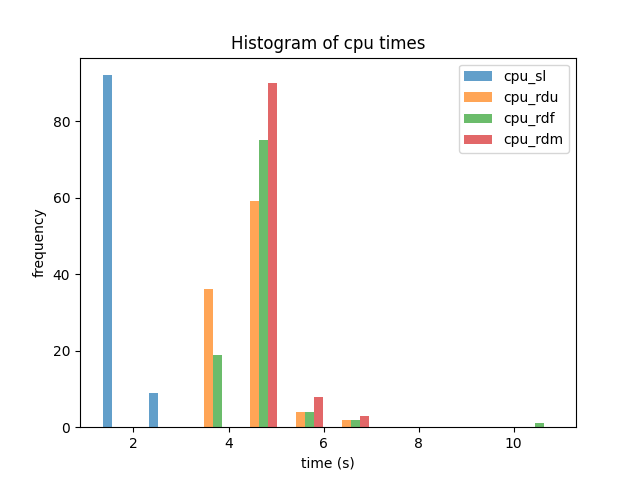 Histogram of cpu times
cpu_sl
cpu_rdu
cpu_rdf
cpu_rdm
80
60
40
20
0
frequency
2 4 6 8 10
time (s)